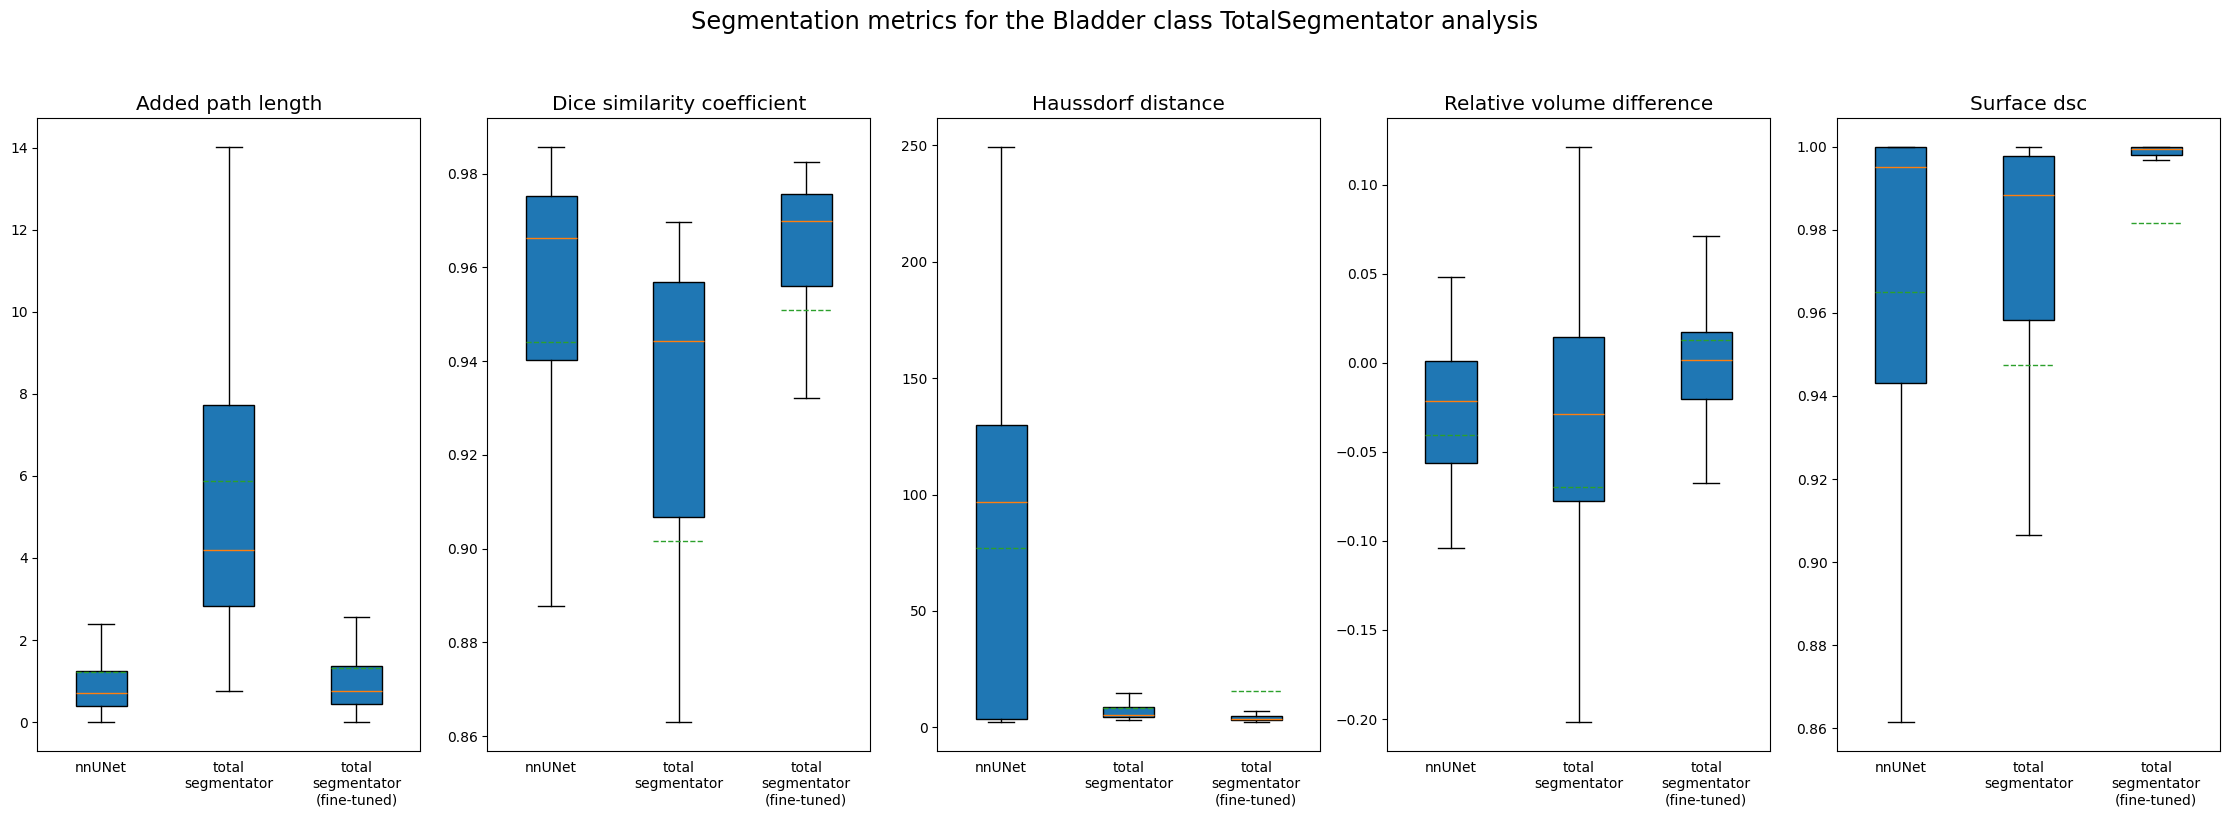 Segmentation metrics for the Bladder class TotalSegmentator analysis
Added path length
14
12
10
8
6
4
2
0
nnUNet
total
segmentator
total
segmentator
(fine-tuned)
Dice similarity coefficient
0.98
0.96
0.94
0.92
0.90
0.88
0.86
nnUNet
total
segmentator
total
segmentator
(fine-tuned)
Haussdorf distance
250
200
150
100
50
0
nnUNet
total
segmentator
total
segmentator
(fine-tuned)
Relative volume difference
0.10
0.05
0.00
−0.05
−0.10
−0.15
−0.20
nnUNet
total
segmentator
total
segmentator
(fine-tuned)
Surface dsc
1.00
0.98
0.96
0.94
0.92
0.90
0.88
0.86
nnUNet
total
segmentator
total
segmentator
(fine-tuned)